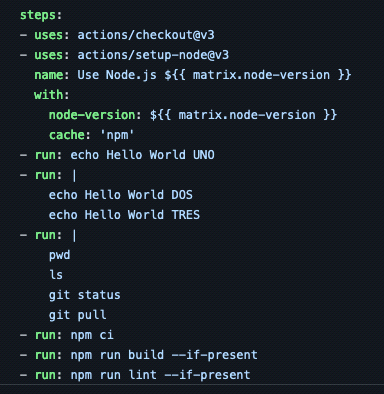 steps:
- uses: actions/checkout@v3
- uses: actions/setup-node@v3
  name: Use Node.js ${{ matrix.node-version }}
  with:
    node-version: ${{ matrix.node-version }}
    cache: 'npm'
- run: echo Hello World UNO
- run: |
    echo Hello World DOS
    echo Hello World TRES
- run: |
    pwd
    ls
    git status
    git pull
- run: npm ci
- run: npm run build --if-present
- run: npm run lint --if-present